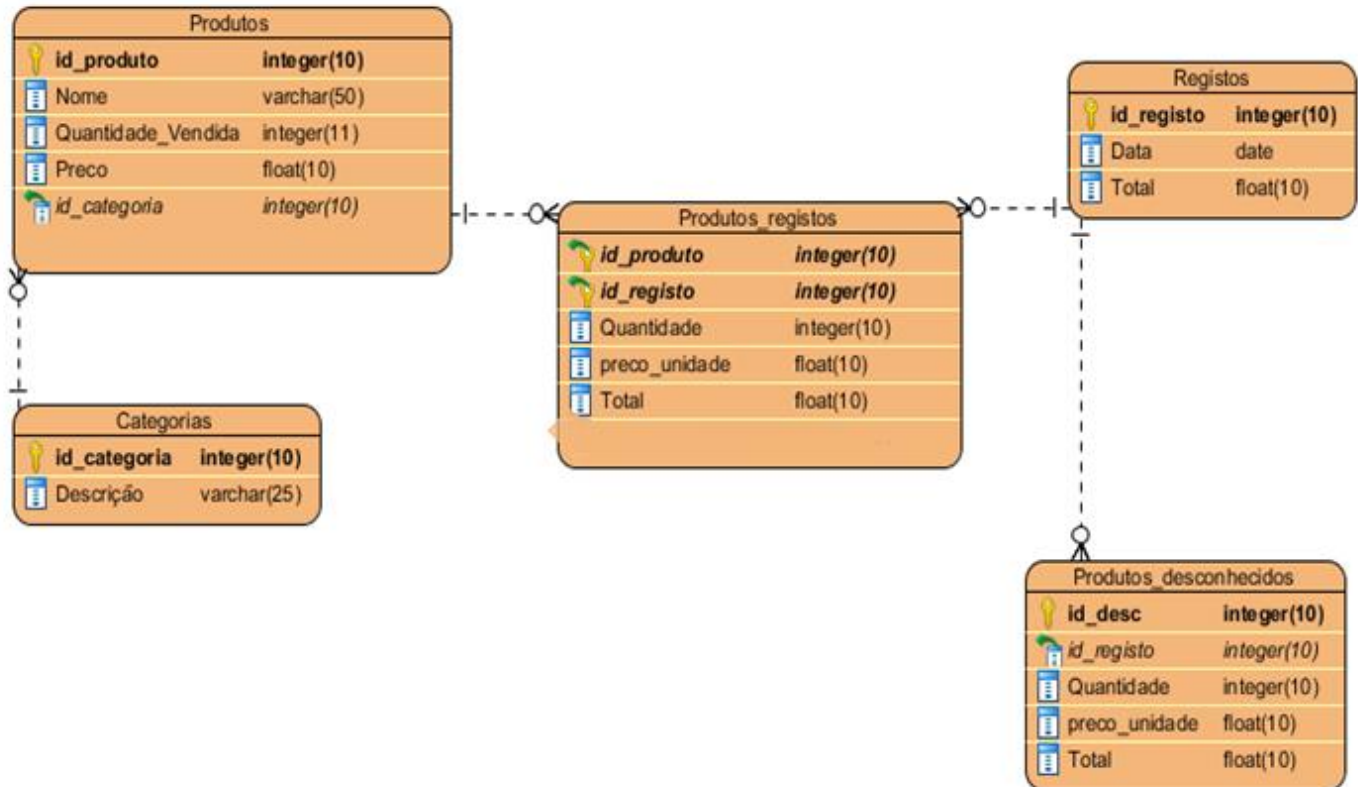 Produtos
id_produto integer(10)
Nome varchar(50)
Quantidade_Vendida integer(11)
Preco float(10)
id_categoria integer(10)
Registos
id_registo integer(10)
Data date
Total float(10)
Produtos_registos
id_produto integer(10)
id_registo integer(10)
Quantidade integer(10)
preco_unidade float(10)
Total float(10)
Categorias
id_categoria integer(10)
Descrição varchar(25)
Produtos_desconhecidos
id_desc integer(10)
id_registo integer(10)
Quantidade integer(10)
preco_unidade float(10)
Total float(10)